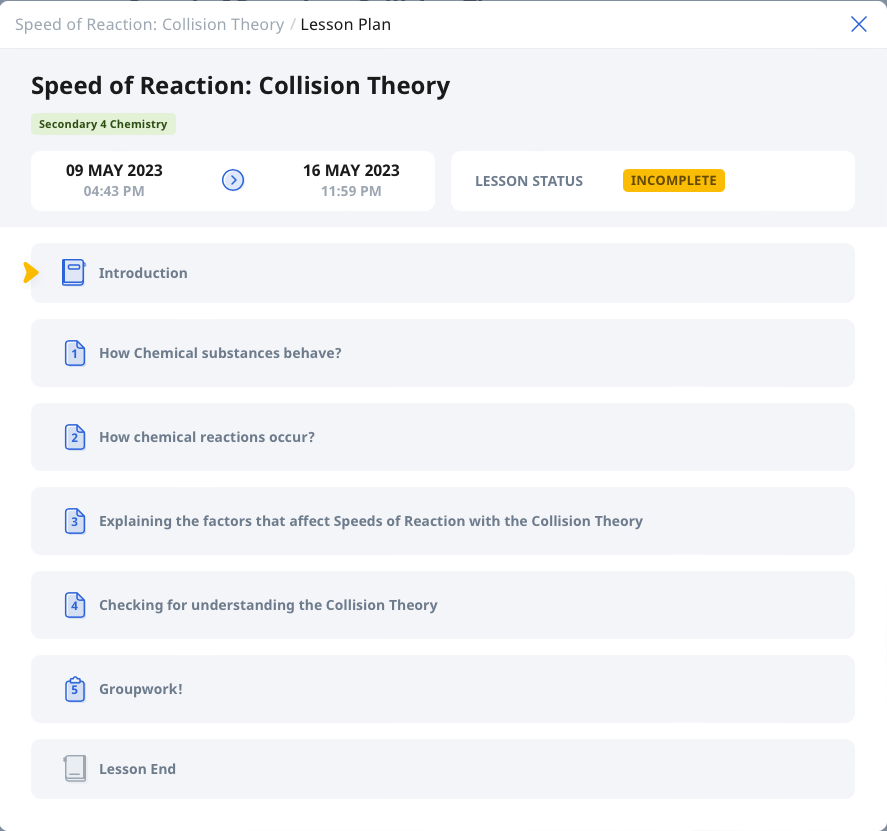 Speed of Reaction: Collision Theory / Lesson Plan
Speed of Reaction: Collision Theory
Secondary 4 Chemistry
09 MAY 2023
04:43 PM
16 MAY 2023
11:59 PM
LESSON STATUS
INCOMPLETE
Introduction
1 How Chemical substances behave?
2 How chemical reactions occur?
3 Explaining the factors that affect Speeds of Reaction with the Collision Theory
4 Checking for understanding the Collision Theory
5 Groupwork!
Lesson End